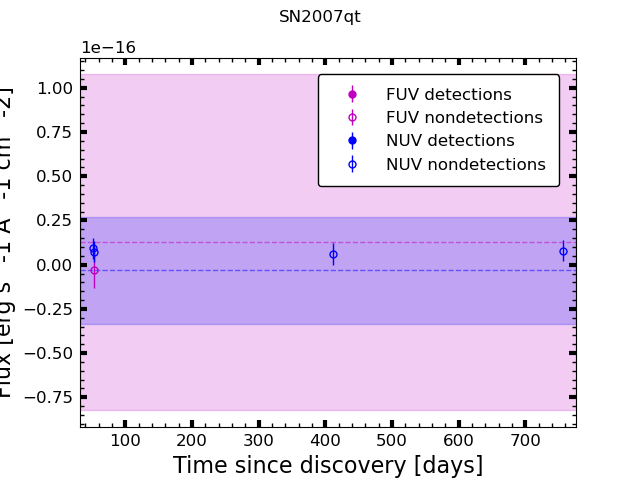 SN2007qt
1e−16
Flux [erg s -1 A -1 cm -2]
1.00
0.75
0.50
0.25
0.00
−0.25
−0.50
−0.75
FUV detections
FUV nondetections
NUV detections
NUV nondetections
100 200 300 400 500 600 700
Time since discovery [days]